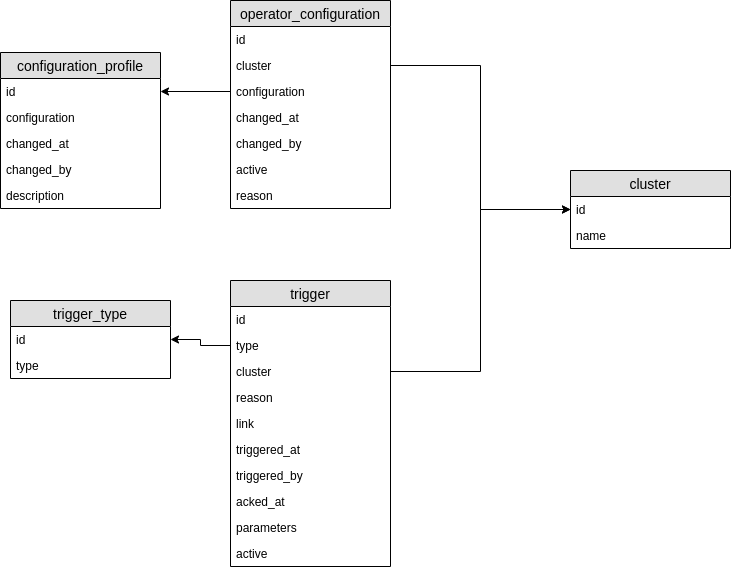 operator_configuration
id
cluster
configuration
changed_at
changed_by
active
reason
configuration_profile
id
configuration
changed_at
changed_by
description
cluster
id
name
trigger
id
type
cluster
reason
link
triggered_at
triggered_by
acked_at
parameters
active
trigger_type
id
type